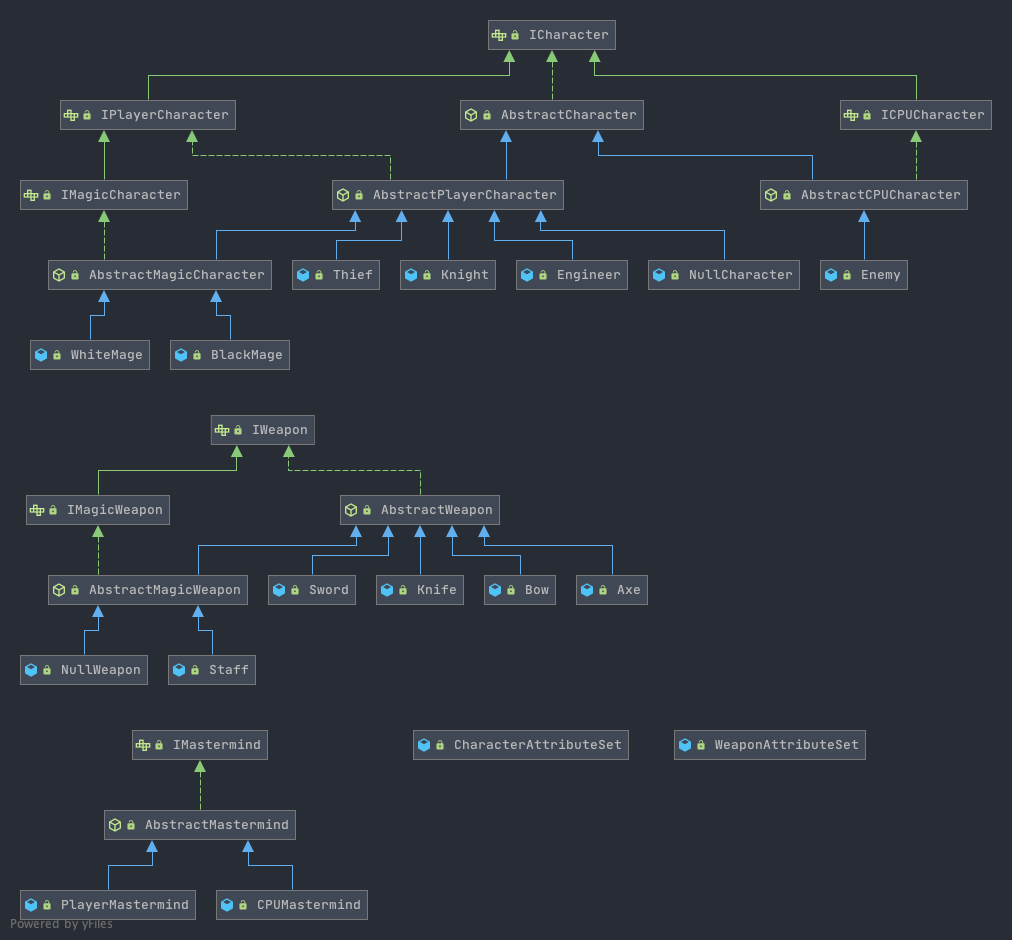 ICharacter
IPlayerCharacter
AbstractCharacter
ICPUCharacter
IMagicCharacter
AbstractPlayerCharacter
AbstractCPUCharacter
AbstractMagicCharacter
Thief
Knight
Engineer
NullCharacter
Enemy
WhiteMage
BlackMage
IWeapon
IMagicWeapon
AbstractWeapon
AbstractMagicWeapon
Sword
Knife
Bow
Axe
NullWeapon
Staff
IMastermind
CharacterAttributeSet
WeaponAttributeSet
AbstractMastermind
PlayerMastermind
CPUMastermind
Powered by yFiles